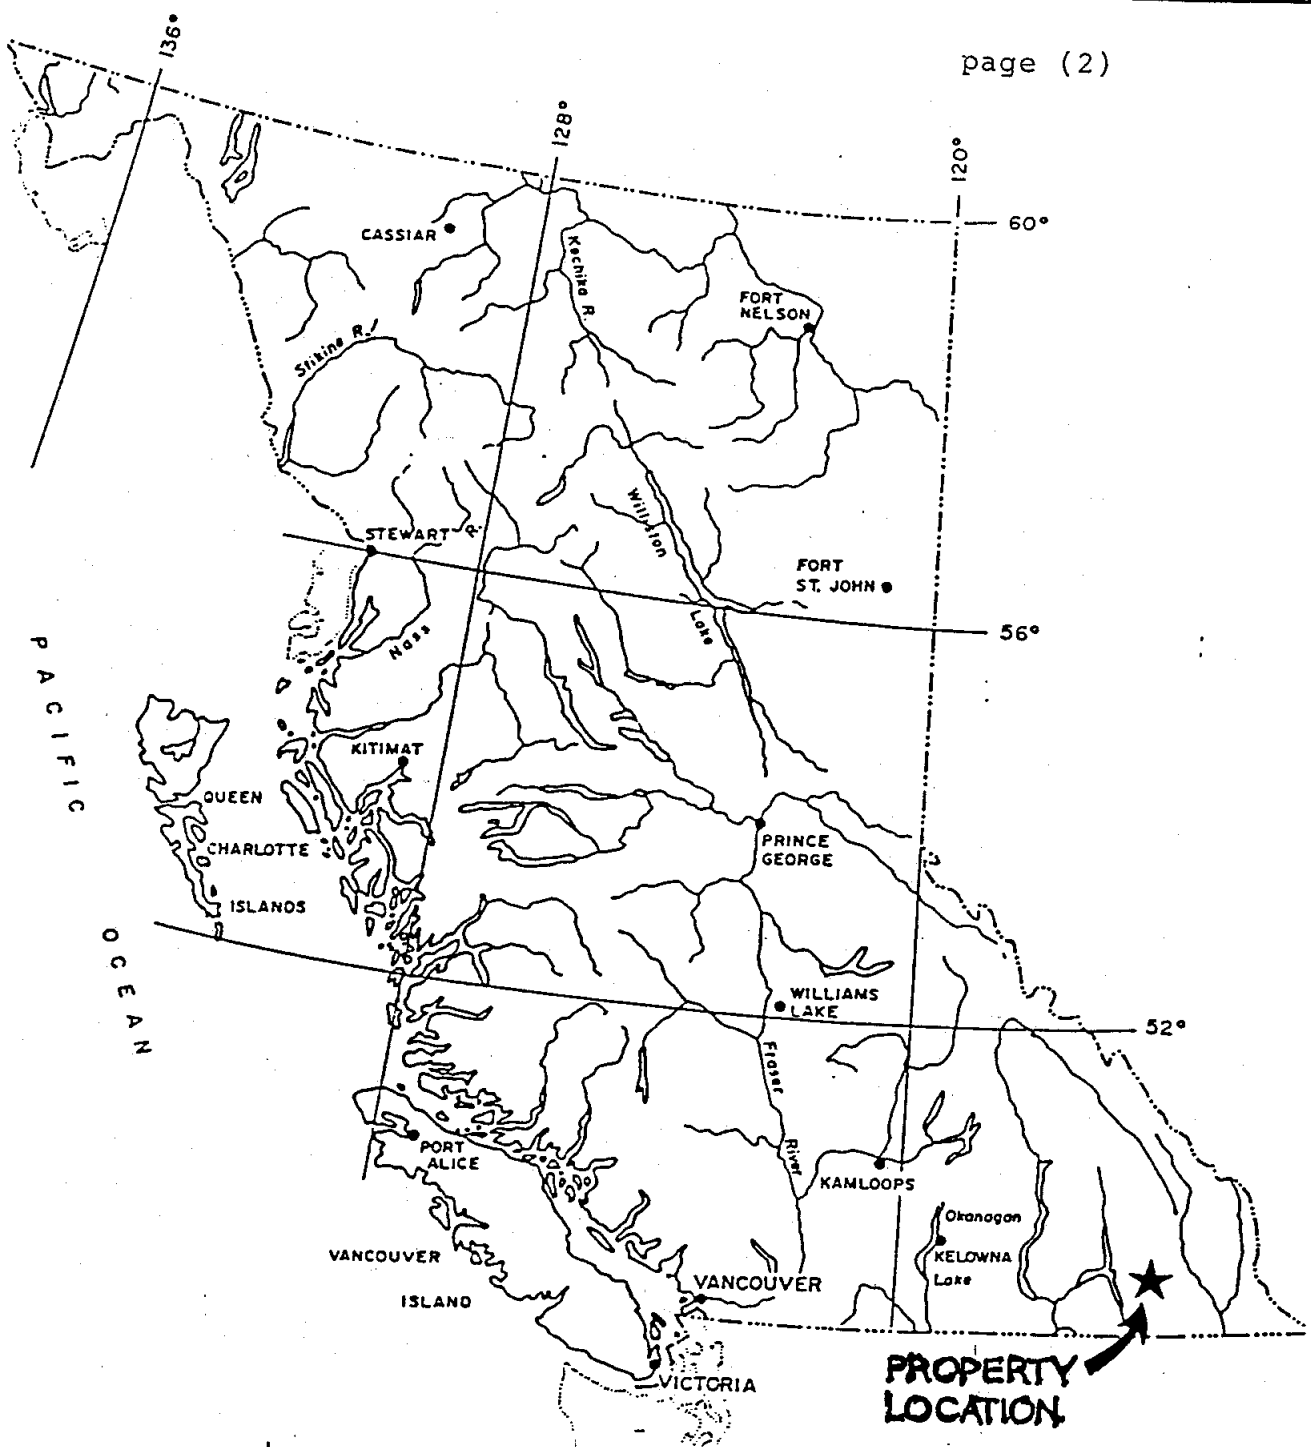 page (2)
136°
128°
120°
60°
CASSIAR
Kechika R.
FORT
NELSON
Stikine R.
Williston
STEWART
R.
FORT
ST. JOHN
56°
Lake
Nass
PACIFIC
KITIMAT
QUEEN
CHARLOTTE
ISLANDS
PRINCE
GEORGE
OCEAN
WILLIAMS
LAKE
52°
Fraser
River
PORT
ALICE
KAMLOOPS
Okanagan
KELOWNA
Lake
VANCOUVER
ISLAND
VANCOUVER
VICTORIA
PROPERTY
LOCATION